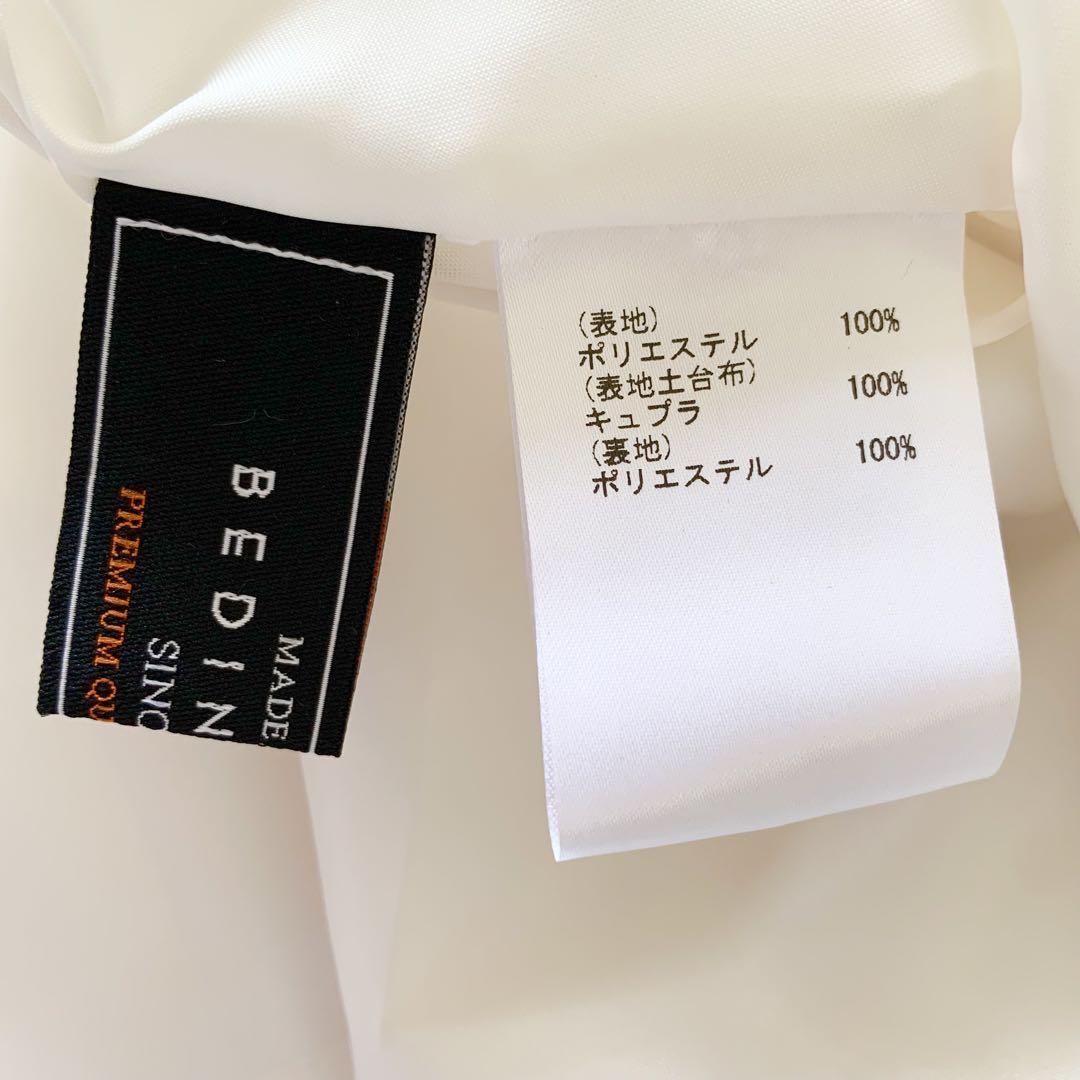 MADE
BEDIN
SINC
PREMIUM QU
(表地)
ポリエステル 100%
(表地土台布)
キュプラ 100%
(裏地)
ポリエステル 100%